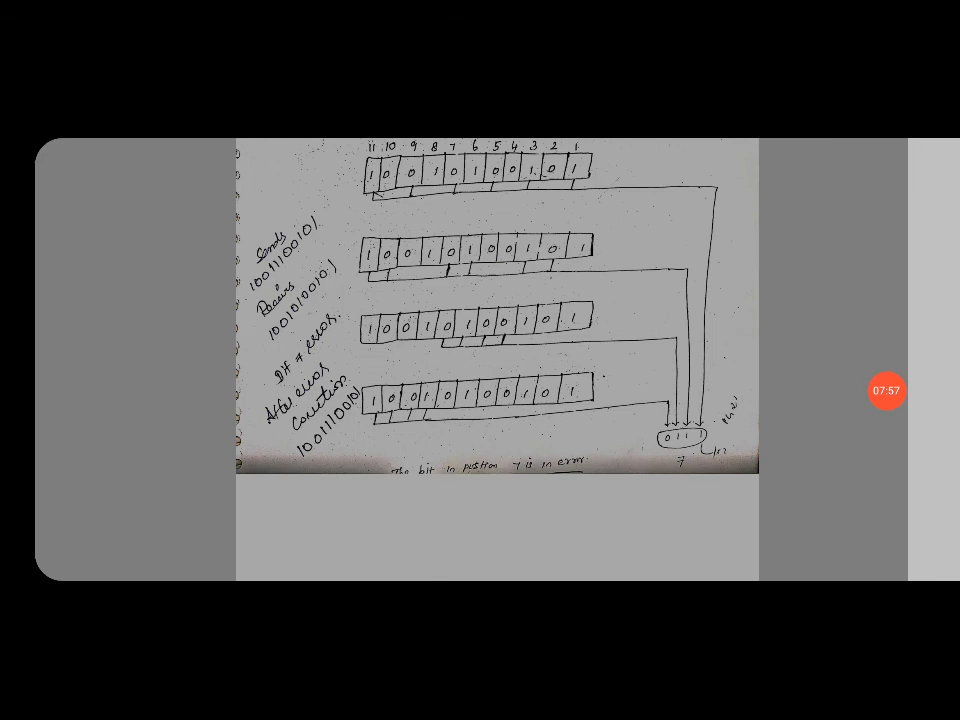 11 10 9 8 7 6 5 4 3 2 1
1 0 0 1 0 1 0 0 1 0 1
Sends
10011100101
1 0 0 1 0 1 0 0 1 0 1
10010100101
1 0 0 1 0 1 0 0 1 0 1
After error
Correction
10011100101
1 0 0 1 0 1 0 0 1 0 1
0 1 1 1
7
The bit in position 7 is in error.
07:57